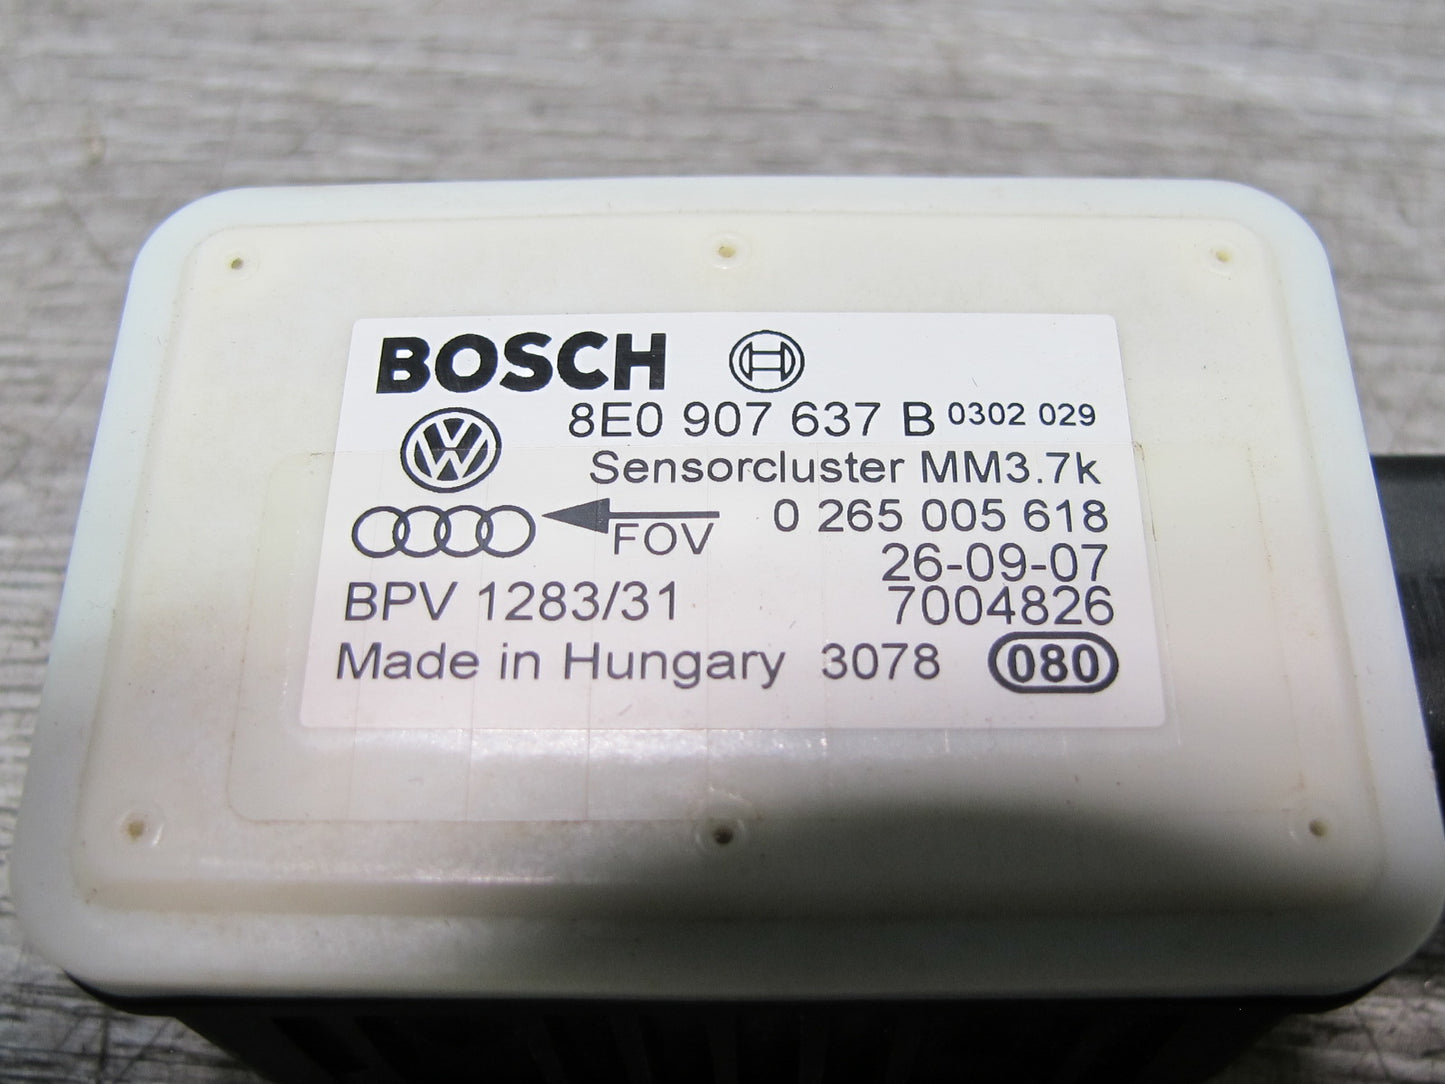 BOSCH
8E0 907 637 B 0302 029
Sensorcluster MM3.7k
FOV 0 265 005 618
26-09-07
BPV 1283/31 7004826
Made in Hungary 3078 080